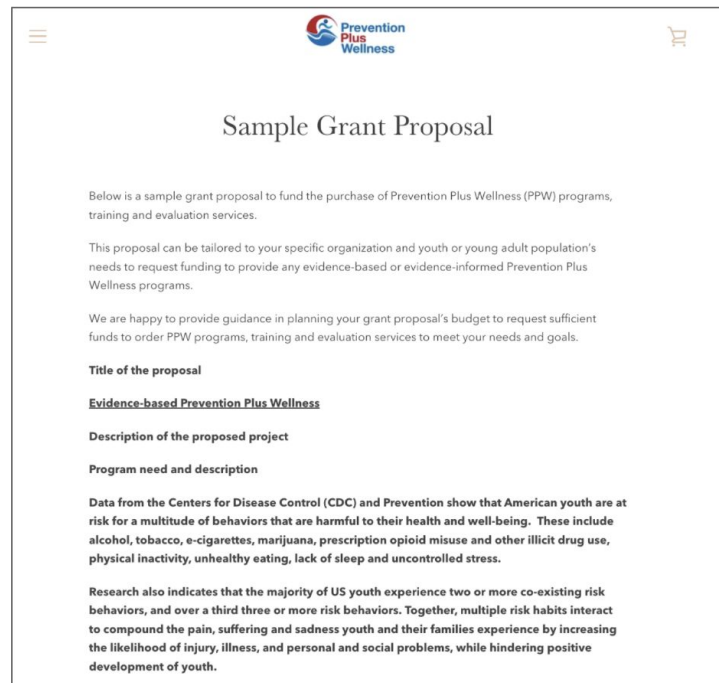 Prevention
Plus
Wellness
Sample Grant Proposal
Below is a sample grant proposal to fund the purchase of Prevention Plus Wellness (PPW) programs,
training and evaluation services.
This proposal can be tailored to your specific organization and youth or young adult population's
needs to request funding to provide any evidence-based or evidence-informed Prevention Plus
Wellness programs.
We are happy to provide guidance in planning your grant proposal's budget to request sufficient
funds to order PPW programs, training and evaluation services to meet your needs and goals.
Title of the proposal
Evidence-based Prevention Plus Wellness
Description of the proposed project
Program need and description
Data from the Centers for Disease Control (CDC) and Prevention show that American youth are at
risk for a multitude of behaviors that are harmful to their health and well-being.  These include
alcohol, tobacco, e-cigarettes, marijuana, prescription opioid misuse and other illicit drug use,
physical inactivity, unhealthy eating, lack of sleep and uncontrolled stress.
Research also indicates that the majority of US youth experience two or more co-existing risk
behaviors, and over a third three or more risk behaviors. Together, multiple risk habits interact
to compound the pain, suffering and sadness youth and their families experience by increasing
the likelihood of injury, illness, and personal and social problems, while hindering positive
development of youth.